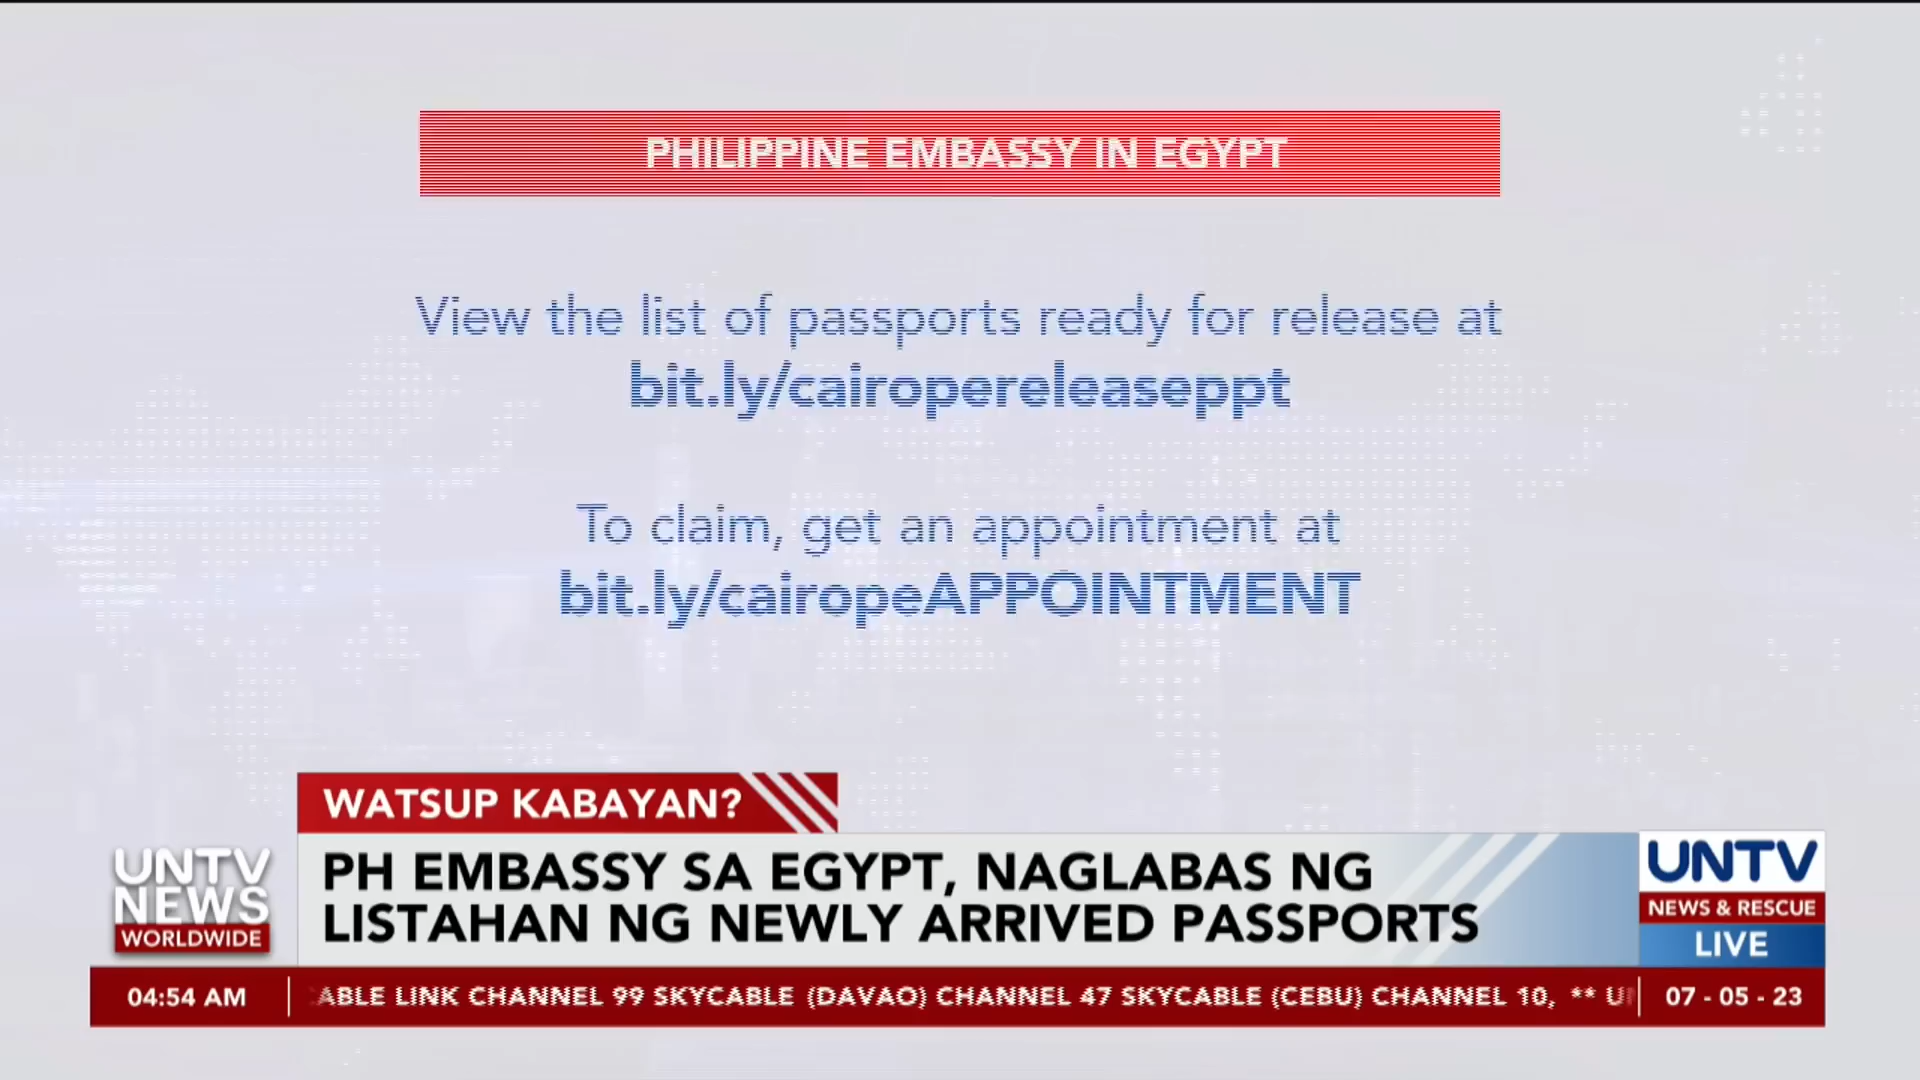 PHILIPPINE EMBASSY IN EGYPT
View the list of passports ready for release at
bit.ly/cairopereleaseppt
To claim, get an appointment at
bit.ly/cairopeAPPOINTMENT
WATSUP KABAYAN?
PH EMBASSY SA EGYPT, NAGLABAS NG
LISTAHAN NG NEWLY ARRIVED PASSPORTS
UNTV
NEWS
WORLDWIDE
UNTV
NEWS & RESCUE
LIVE
04:54 AM
ABLE LINK CHANNEL 99 SKYCABLE (DAVAO) CHANNEL 47 SKYCABLE (CEBU) CHANNEL 10, ** U
07 - 05 - 23